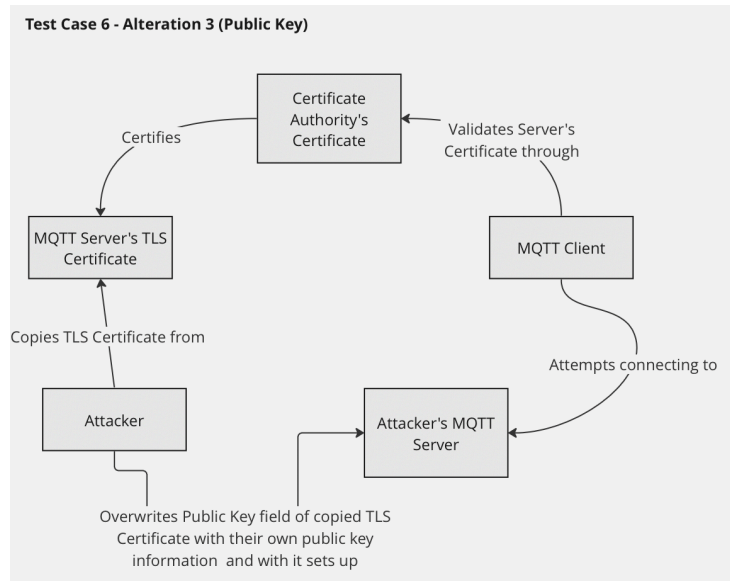 Test Case 6 - Alteration 3 (Public Key)
Certificate
Authority's
Certificate
Certifies
Validates Server's
Certificate through
MQTT Server's TLS
Certificate
MQTT Client
Copies TLS Certificate from
Attempts connecting to
Attacker
Attacker's MQTT
Server
Overwrites Public Key field of copied TLS
Certificate with their own public key
information  and with it sets up